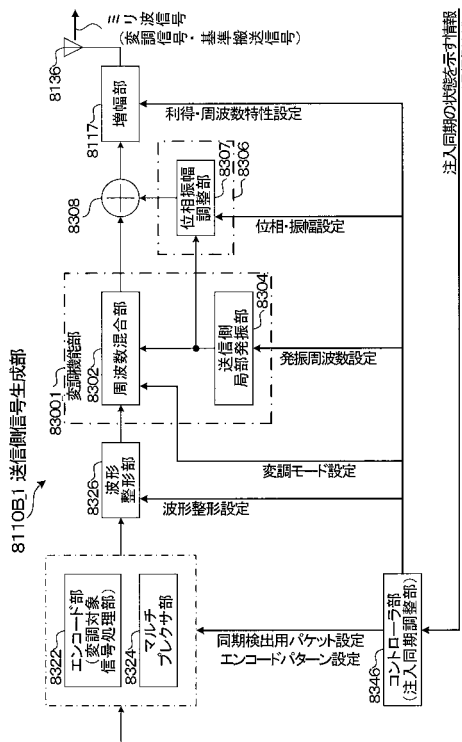 8110B_1 送信側信号生成部
8322
エンコード部
(変調対象
信号処理部)
8324
マルチ
プレクサ部
8326
波形
整形部
83001
変調機能部
8302
周波数混合部
8304
送信側
局部発振部
8308
8306
8307
位相振幅
調整部
8117
増幅部
8136
ミリ波信号
(変調信号・基準搬送信号)
同期検出用パケット設定
エンコードパターン設定
波形整形設定
変調モード設定
発振周波数設定
位相・振幅設定
利得・周波数特性設定
8346
コントローラ部
(注入同期調整部)
注入同期の状態を示す情報